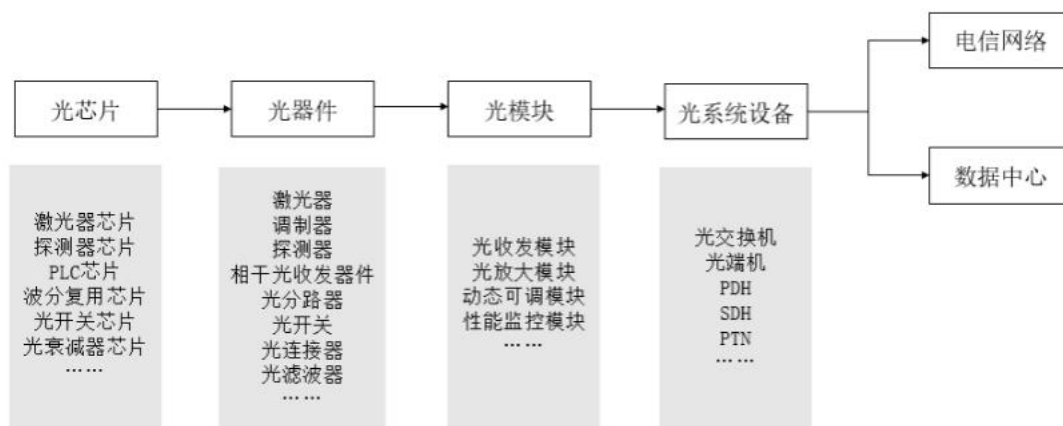 电信网络
光芯片
光器件
光模块
光系统设备
数据中心
激光器芯片
探测器芯片
PLC芯片
波分复用芯片
光开关芯片
光衰减器芯片
……
激光器
调制器
探测器
相干光收发器件
光分路器
光开关
光连接器
光滤波器
……
光收发模块
光放大模块
动态可调模块
性能监控模块
……
光交换机
光端机
PDH
SDH
PTN
……